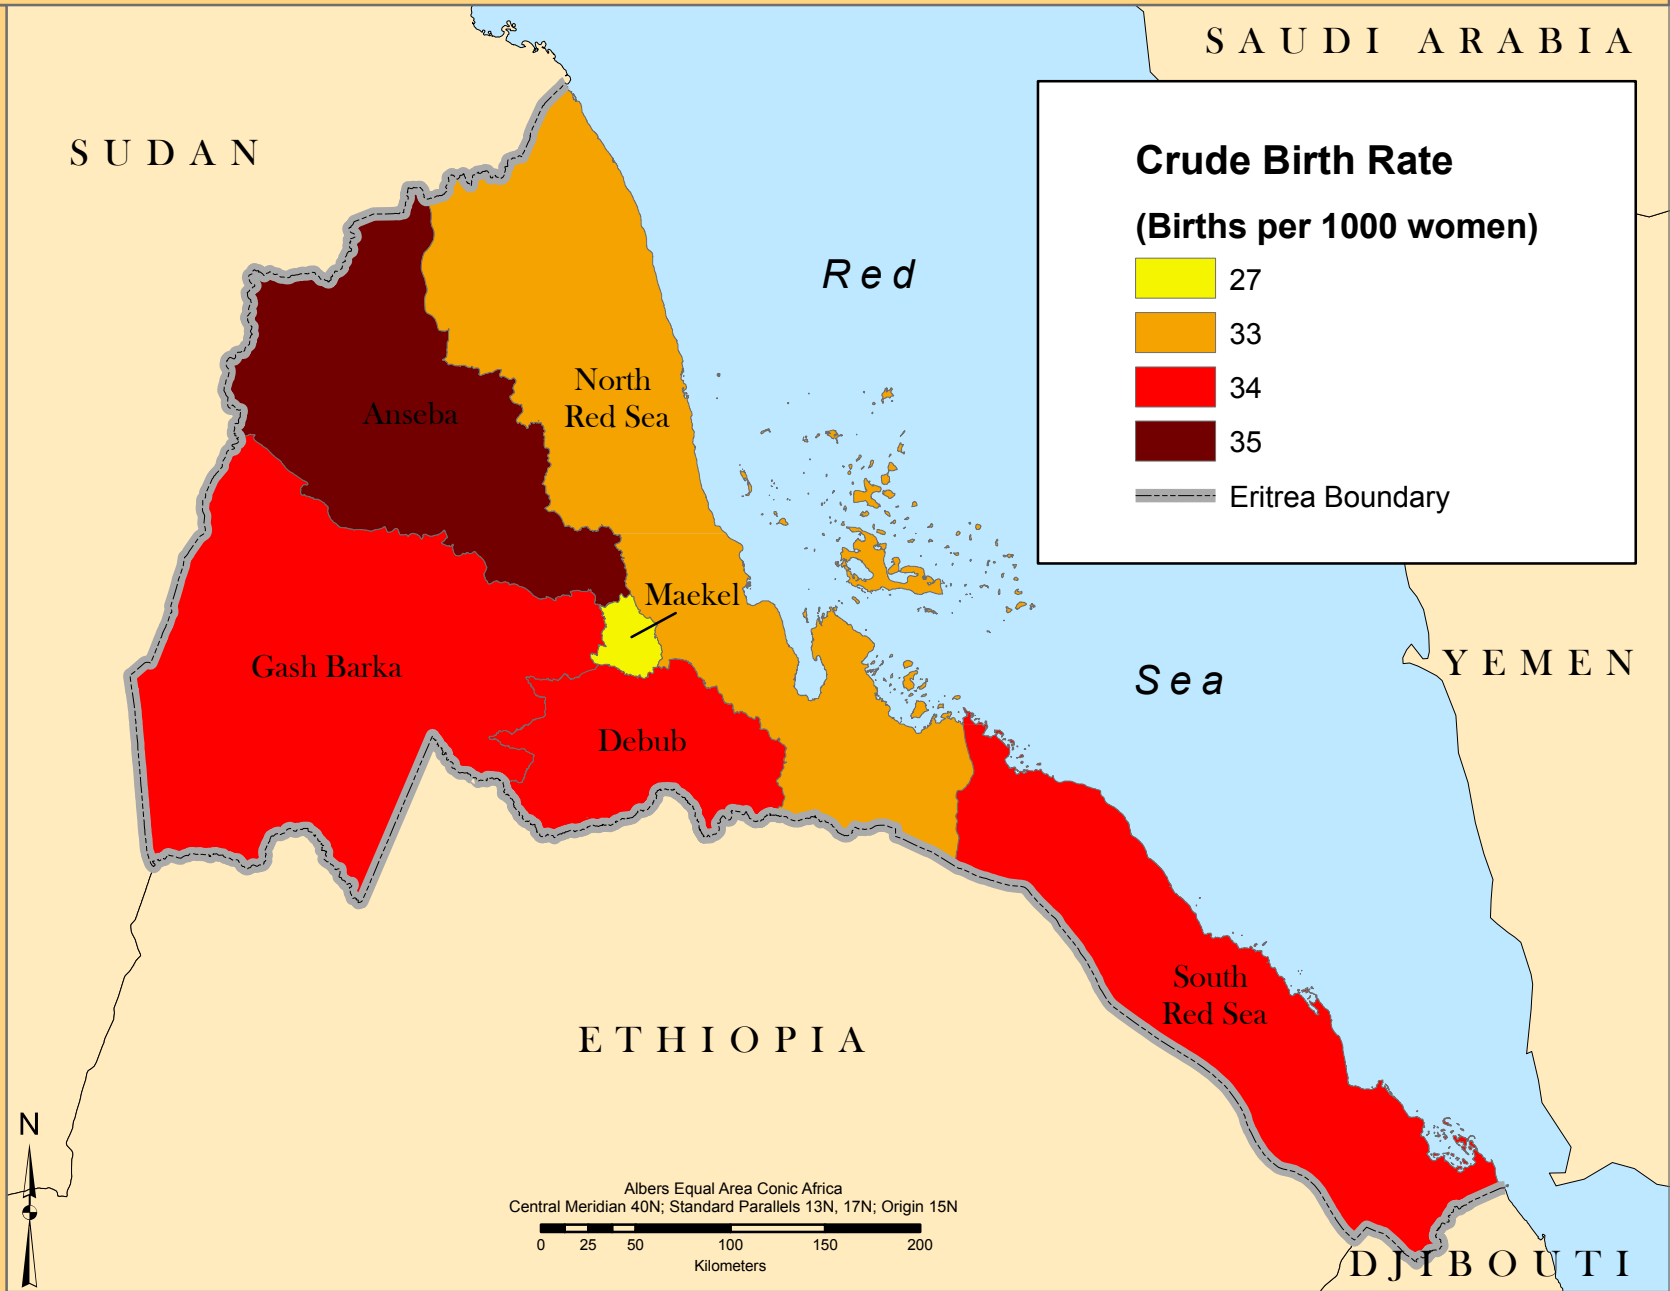 SAUDI ARABIA
SUDAN
Crude Birth Rate
(Births per 1000 women)
27
33
34
35
Eritrea Boundary
Red
Sea
North
Red Sea
Anseba
Maekel
Gash Barka
Debub
YEMEN
South
Red Sea
ETHIOPIA
DJIBOUTI
N
Albers Equal Area Conic Africa
Central Meridian 40N; Standard Parallels 13N, 17N; Origin 15N
0 25 50 100 150 200
Kilometers